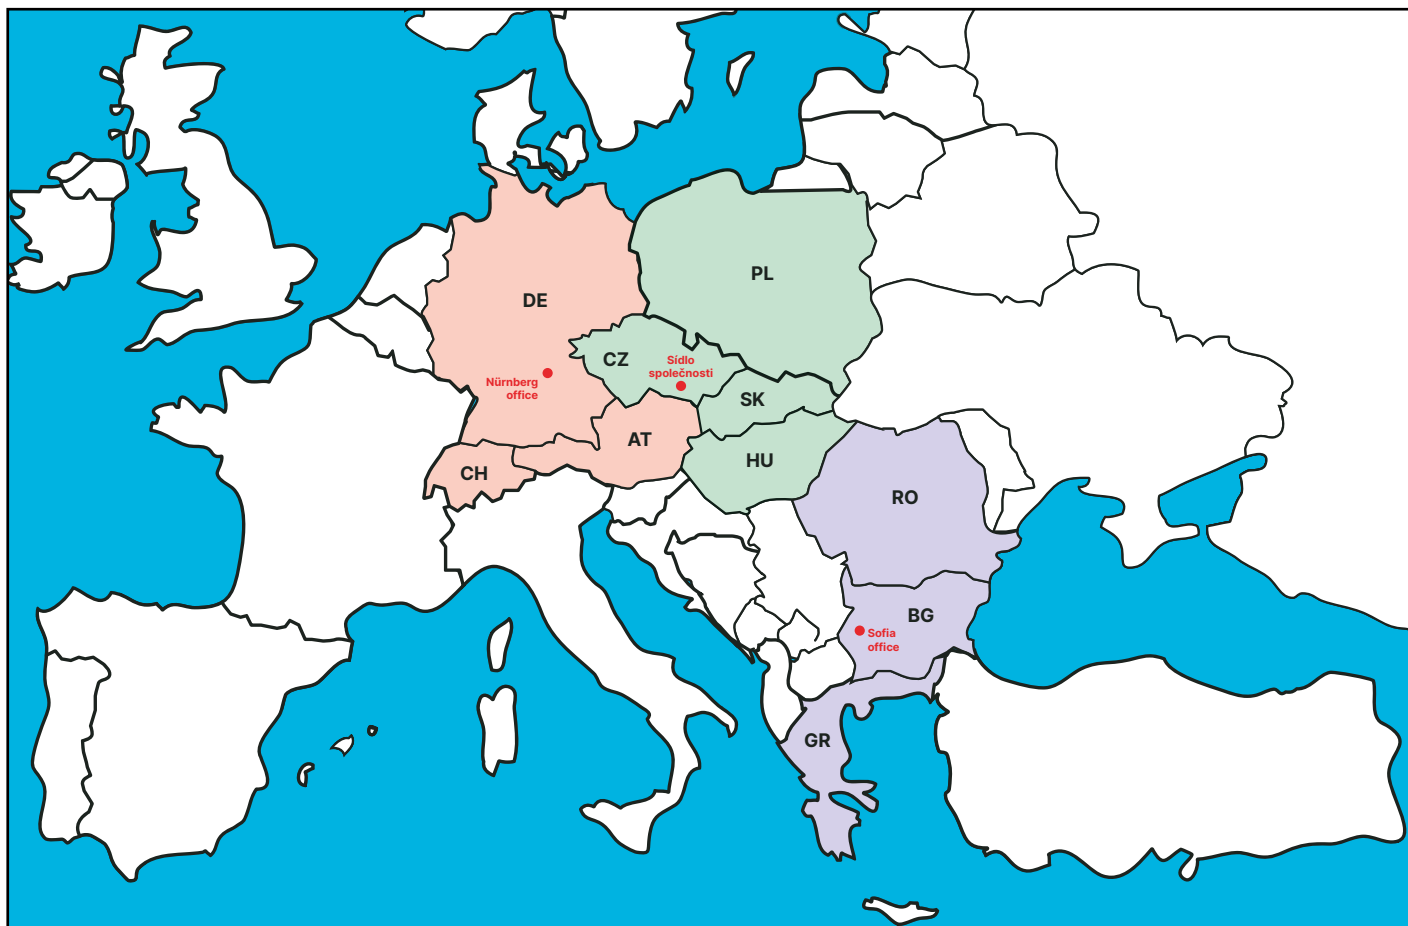 PL
DE
CZ
Sídlo
společnosti
Nürnberg
office
SK
AT
HU
CH
RO
BG
Sofia
office
GR